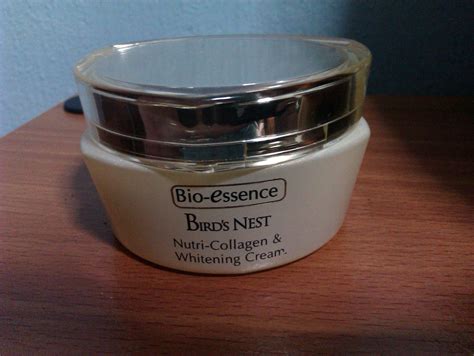 Bio-essence
BIRD'S NEST
Nutri-Collagen &
Whitening Cream